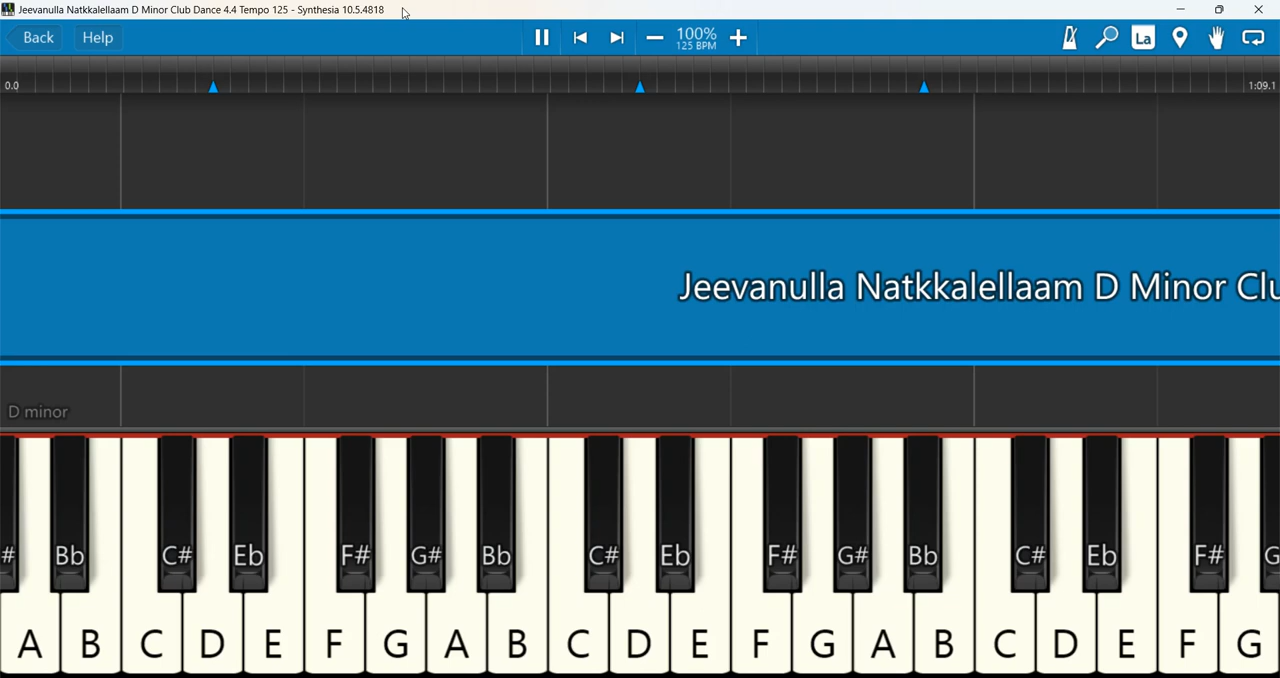 Jeevanulla Natkkalellaam D Minor Club Dance 4.4 Tempo 125 - Synthesia 10.5.4818
Back Help 100% La
125 BPM
0.0 1:09.1
Jeevanulla Natkkalellaam D Minor Clu
D minor
# Bb C# Eb F# G# Bb C# Eb F# G# Bb C# Eb F# G
A B C D E F G A B C D E F G A B C D E F G